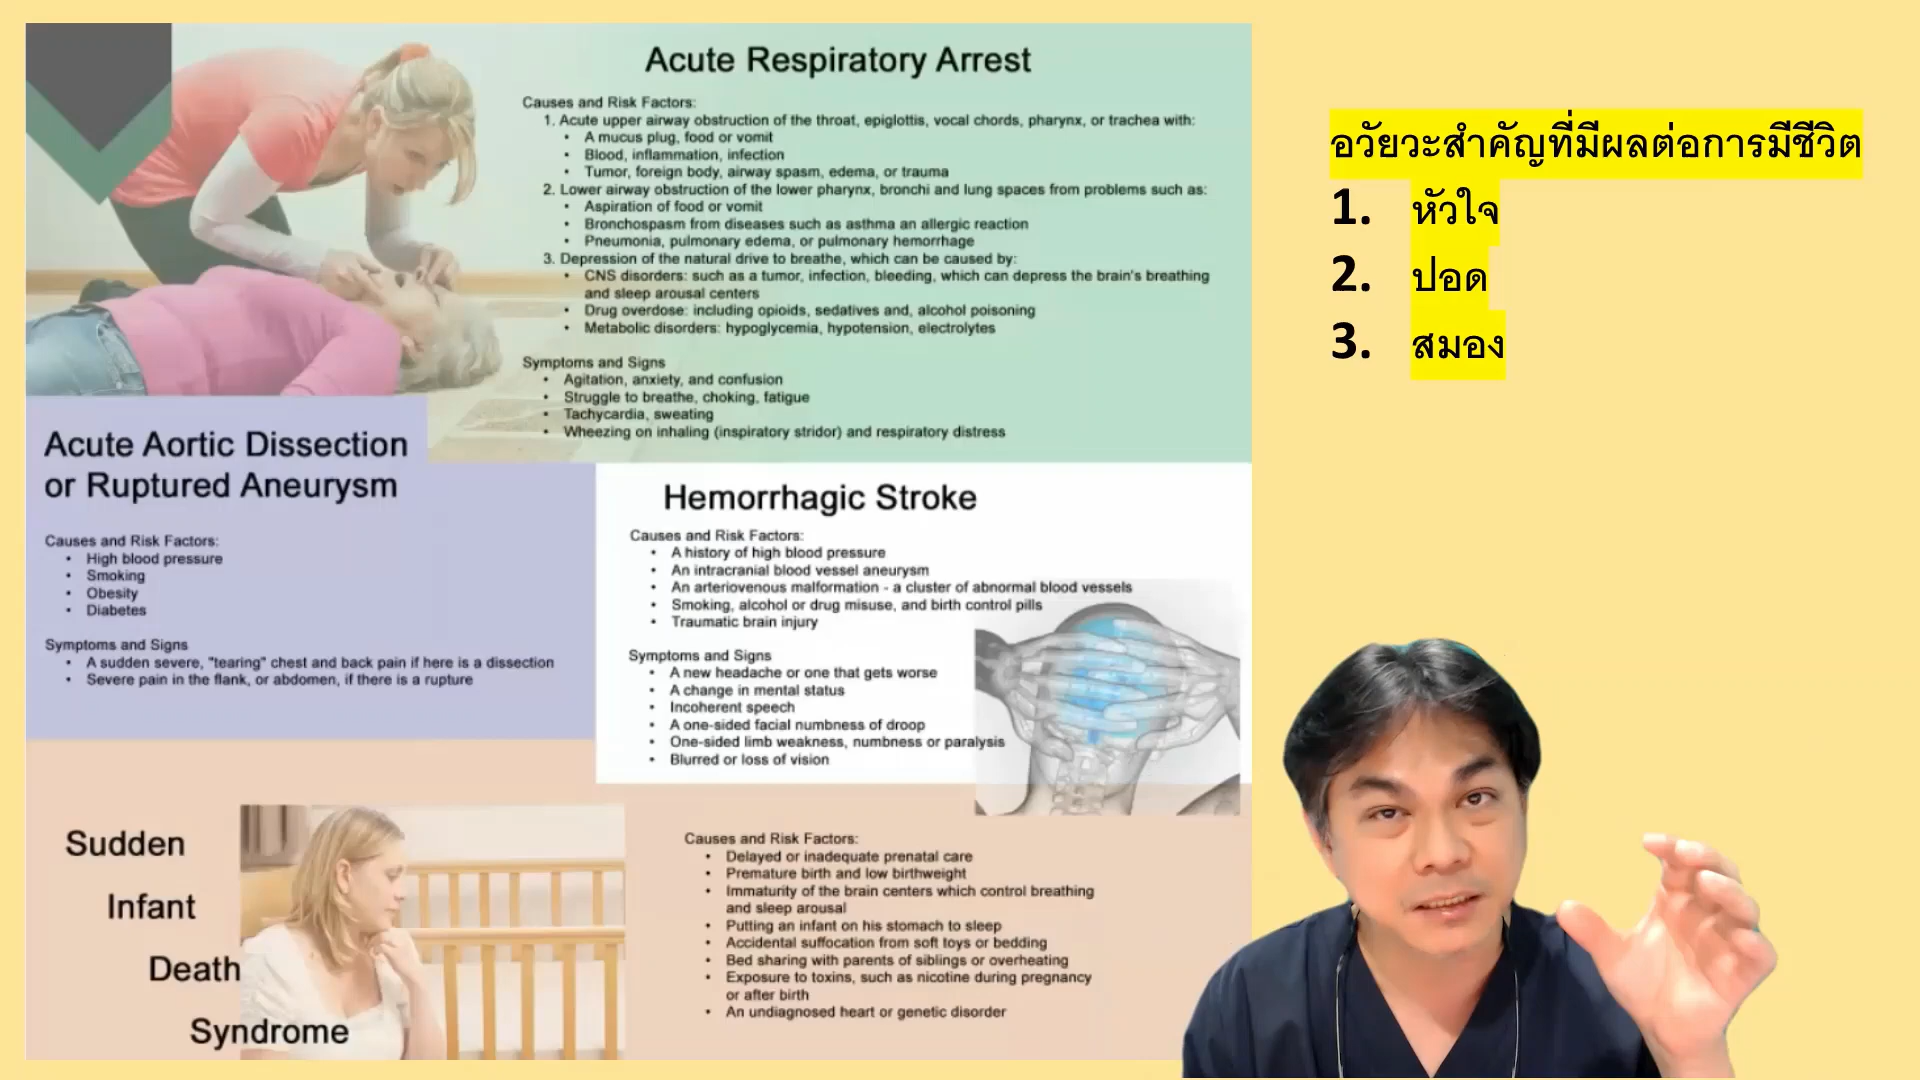 Acute Respiratory Arrest
Causes and Risk Factors:
1. Acute upper airway obstruction of the throat, epiglottis, vocal chords, pharynx, or trachea with:
• A mucus plug, food or vomit
• Blood, inflammation, infection
• Tumor, foreign body, airway spasm, edema, or trauma
2. Lower airway obstruction of the lower pharynx, bronchi and lung spaces from problems such as:
• Aspiration of food or vomit
• Bronchospasm from diseases such as asthma an allergic reaction
• Pneumonia, pulmonary edema, or pulmonary hemorrhage
3. Depression of the natural drive to breathe, which can be caused by:
• CNS disorders: such as a tumor, infection, bleeding, which can depress the brain's breathing
and sleep arousal centers
• Drug overdose: including opioids, sedatives and, alcohol poisoning
• Metabolic disorders: hypoglycemia, hypotension, electrolytes
Symptoms and Signs
• Agitation, anxiety, and confusion
• Struggle to breathe, choking, fatigue
• Tachycardia, sweating
• Wheezing on inhaling (inspiratory stridor) and respiratory distress
Acute Aortic Dissection
or Ruptured Aneurysm
Causes and Risk Factors:
• High blood pressure
• Smoking
• Obesity
• Diabetes
Symptoms and Signs
• A sudden severe, "tearing" chest and back pain if here is a dissection
• Severe pain in the flank, or abdomen, if there is a rupture
Hemorrhagic Stroke
Causes and Risk Factors:
• A history of high blood pressure
• An intracranial blood vessel aneurysm
• An arteriovenous malformation - a cluster of abnormal blood vessels
• Smoking, alcohol or drug misuse, and birth control pills
• Traumatic brain injury
Symptoms and Signs
• A new headache or one that gets worse
• A change in mental status
• Incoherent speech
• A one-sided facial numbness of droop
• One-sided limb weakness, numbness or paralysis
• Blurred or loss of vision
Sudden
Infant
Death
Syndrome
Causes and Risk Factors:
• Delayed or inadequate prenatal care
• Premature birth and low birthweight
• Immaturity of the brain centers which control breathing
and sleep arousal
• Putting an infant on his stomach to sleep
• Accidental suffocation from soft toys or bedding
• Bed sharing with parents of siblings or overheating
• Exposure to toxins, such as nicotine during pregnancy
or after birth
• An undiagnosed heart or genetic disorder
อวัยวะสำคัญที่มีผลต่อการมีชีวิต
1. หัวใจ
2. ปอด
3. สมอง